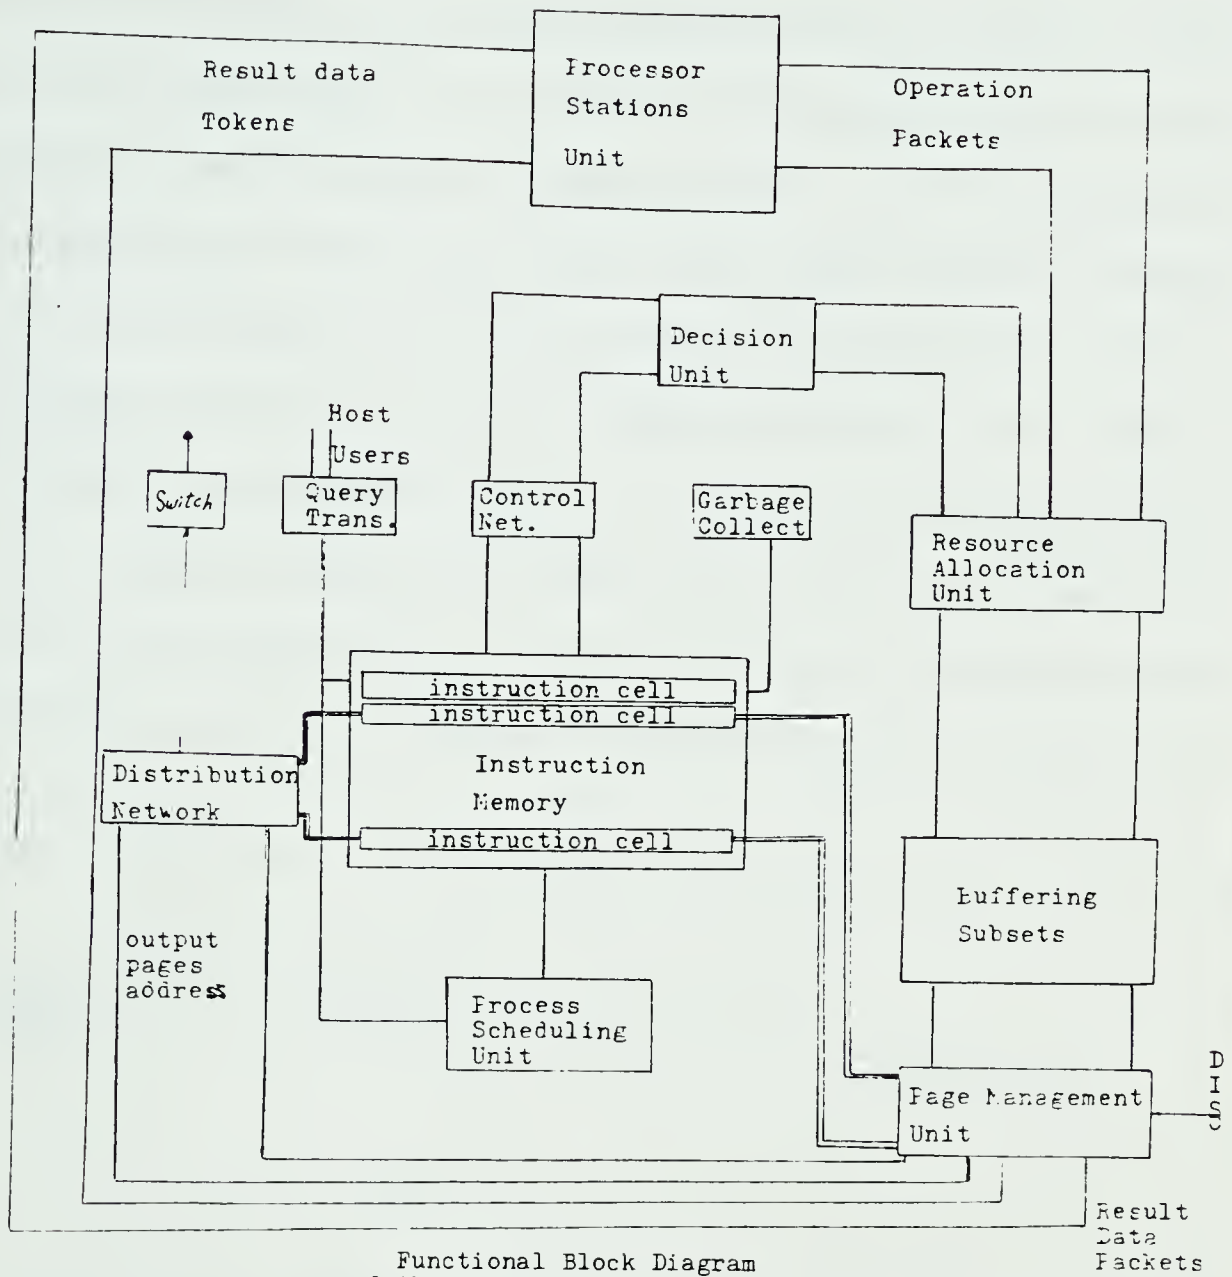 Result data
Tokens
Processor
Stations
Unit
Operation
Packets
Decision
Unit
Host
Users
Switch
Query
Trans.
Control
Net.
Garbage
Collect
Resource
Allocation
Unit
instruction cell
instruction cell
Instruction
Memory
instruction cell
Distribution
Network
Buffering
Subsets
output
pages
address
Process
Scheduling
Unit
Page Management
Unit
D
I
S
Result
Data
Packets
Functional Block Diagram